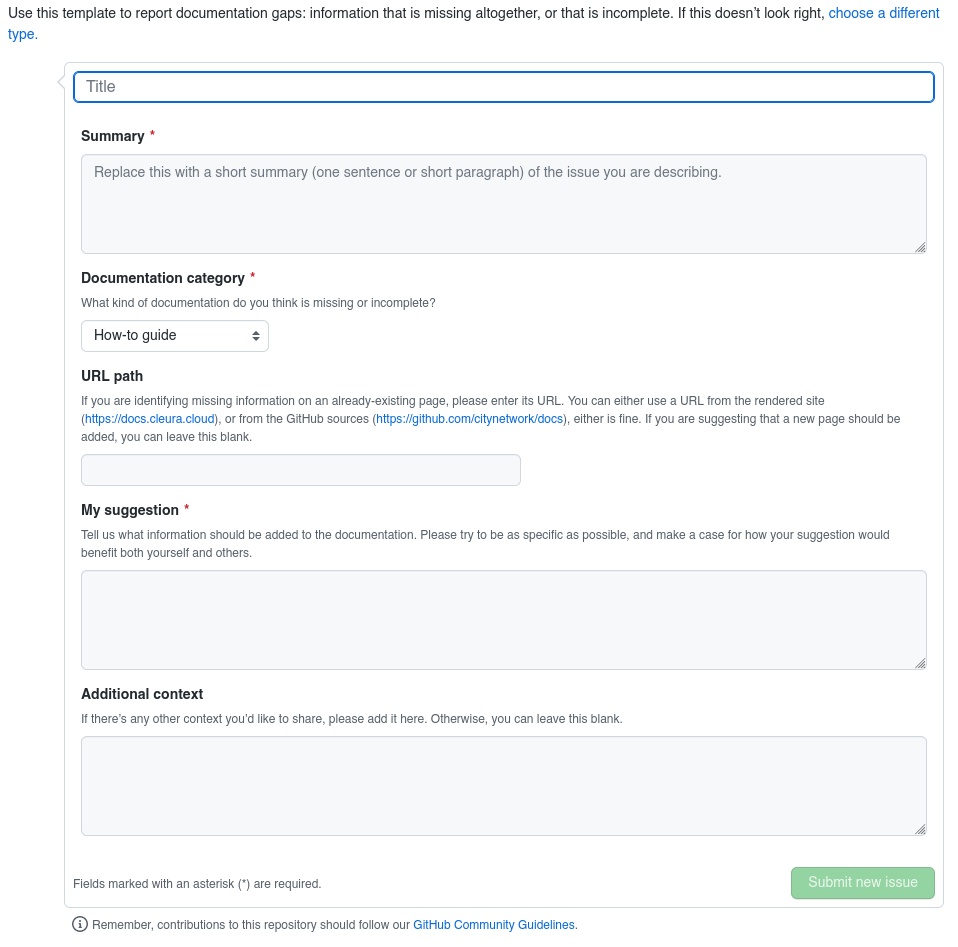 Use this template to report documentation gaps: information that is missing altogether, or that is incomplete. If this doesn’t look right, choose a different
type.
Title
Summary *
Replace this with a short summary (one sentence or short paragraph) of the issue you are describing.
Documentation category *
What kind of documentation do you think is missing or incomplete?
How-to guide
URL path
If you are identifying missing information on an already-existing page, please enter its URL. You can either use a URL from the rendered site
(https://docs.cleura.cloud), or from the GitHub sources (https://github.com/citynetwork/docs), either is fine. If you are suggesting that a new page should be
added, you can leave this blank.
My suggestion *
Tell us what information should be added to the documentation. Please try to be as specific as possible, and make a case for how your suggestion would
benefit both yourself and others.
Additional context
If there’s any other context you’d like to share, please add it here. Otherwise, you can leave this blank.
Fields marked with an asterisk (*) are required.
Submit new issue
Remember, contributions to this repository should follow our GitHub Community Guidelines.